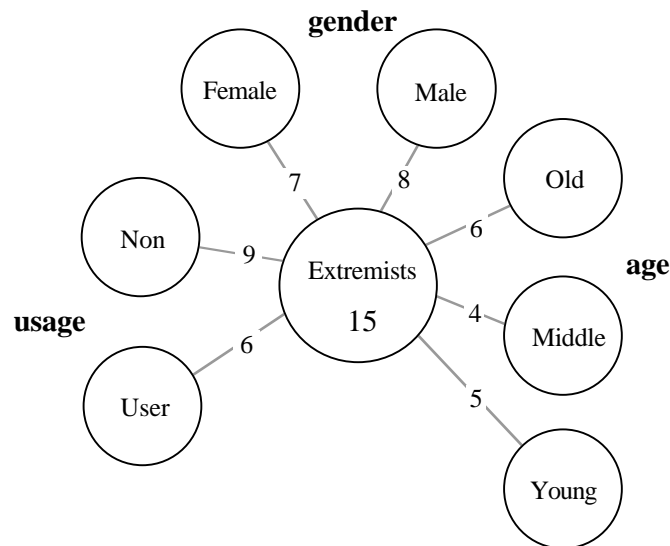 gender
Female
Male
7
8
Old
6
Non
9
Extremists
15
age
usage
4
Middle
6
User
5
Young